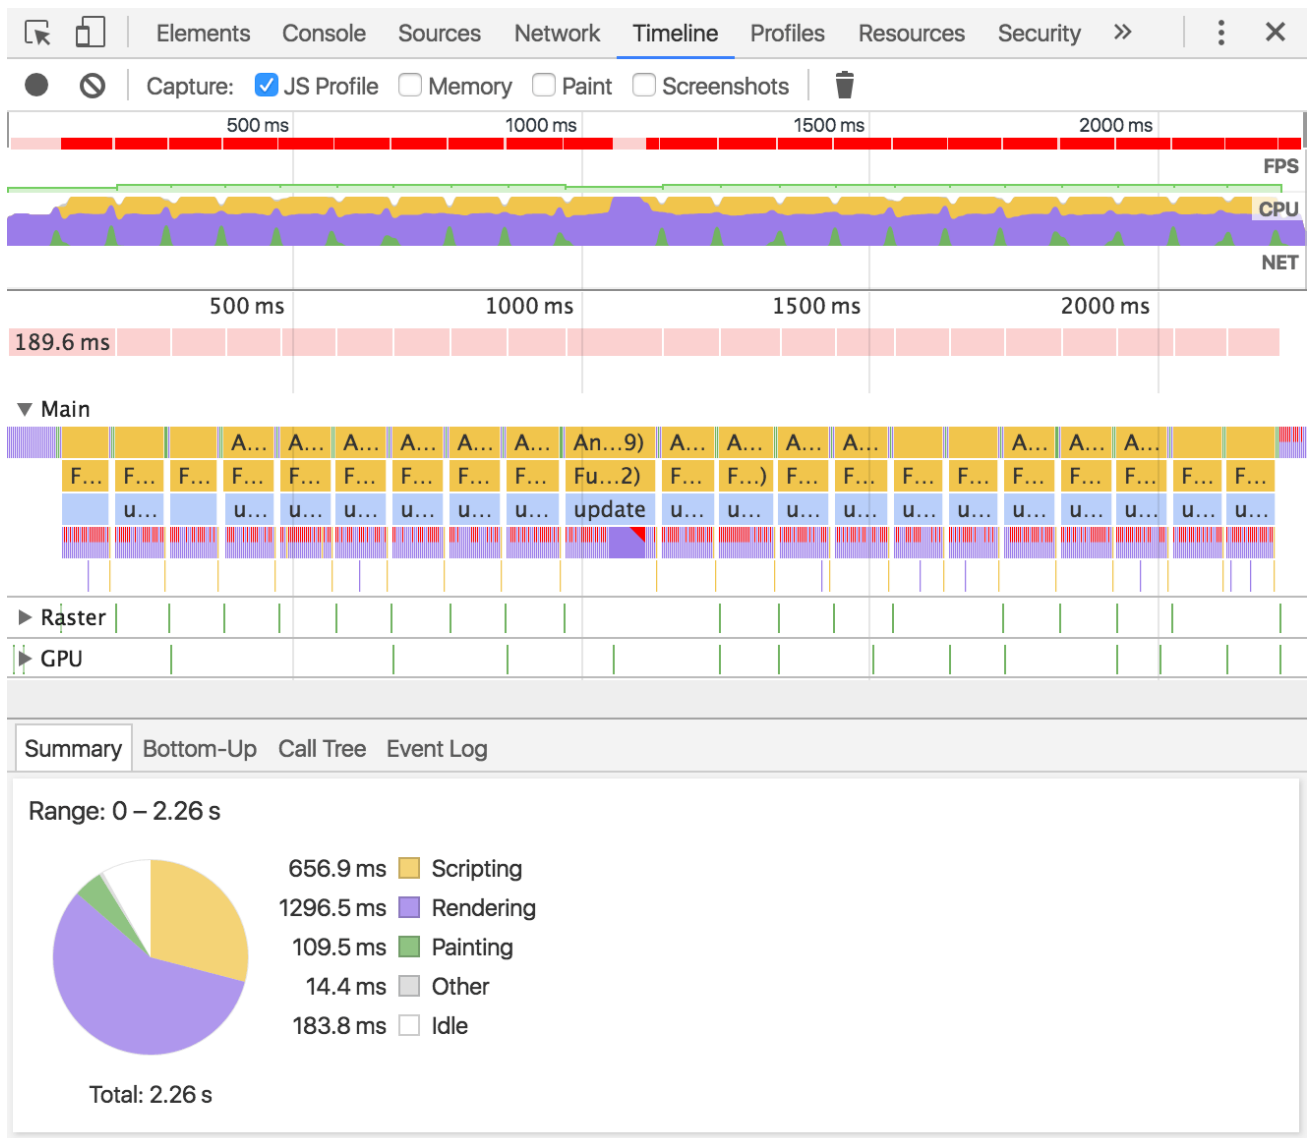 Elements Console Sources Network Timeline Profiles Resources Security »
Capture: JS Profile Memory Paint Screenshots
500 ms 1000 ms 1500 ms 2000 ms
FPS
CPU
NET
500 ms 1000 ms 1500 ms 2000 ms
189.6 ms
Main
A... A... A... A... A... A... An...9) A... A... A... A... A... A... A...
F... F... F... F... F... F... F... F... F... Fu...2) F... F...) F... F... F... F... F... F... F... F... F...
u... u... u... u... u... u... u... update u... u... u... u... u... u... u... u... u... u... u...
Raster
GPU
Summary Bottom-Up Call Tree Event Log
Range: 0 – 2.26 s
656.9 ms Scripting
1296.5 ms Rendering
109.5 ms Painting
14.4 ms Other
183.8 ms Idle
Total: 2.26 s